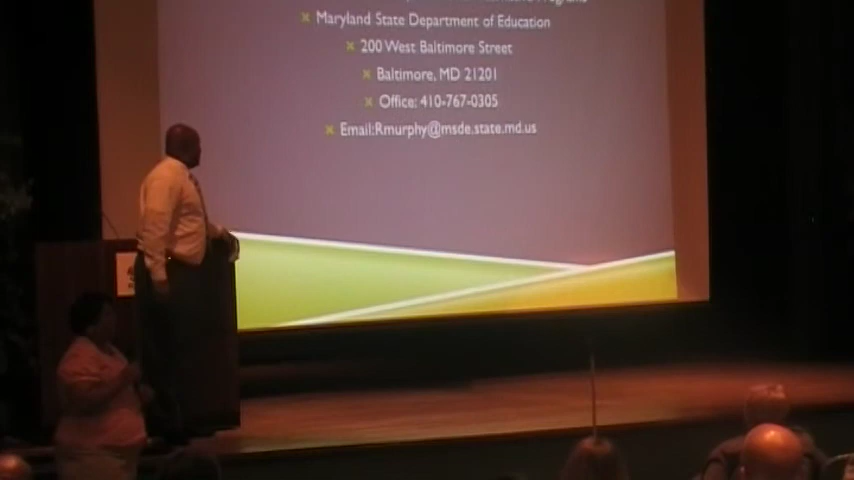 Programs
Maryland State Department of Education
200 West Baltimore Street
Baltimore, MD 21201
Office: 410-767-0305
Email:Rmurphy@msde.state.md.us